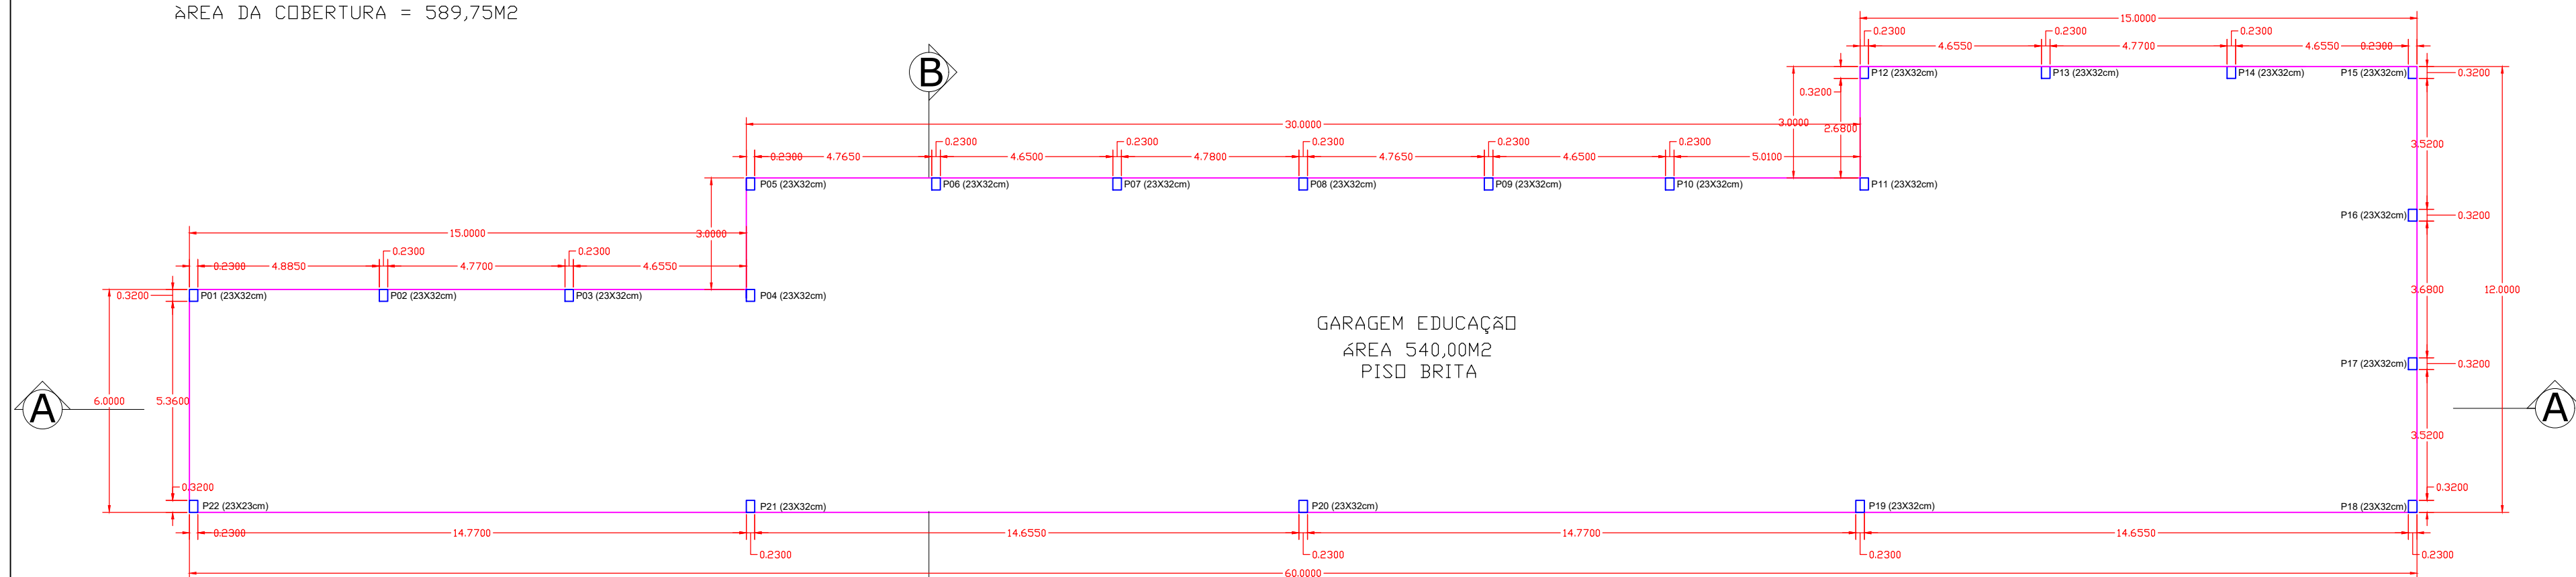 ÀREA DA COBERTURA = 589,75M2
15.0000
0.2300 0.2300 0.2300
4.6550 4.7700 4.6550 0.2300
B
P12 (23X32cm) P13 (23X32cm) P14 (23X32cm) P15 (23X32cm) 0.3200
0.3200
30.0000 3.0000 2.6800
0.2300 0.2300 0.2300 0.2300 0.2300 3.5200
0.2300 4.7650 4.6500 4.7800 4.7650 4.6500 5.0100
P05 (23X32cm) P06 (23X32cm) P07 (23X32cm) P08 (23X32cm) P09 (23X32cm) P10 (23X32cm) P11 (23X32cm)
P16 (23X32cm) 0.3200
15.0000 3.0000
0.2300 0.2300
0.2300 4.8850 4.7700 4.6550
3.6800 12.0000
0.3200 P01 (23X32cm) P02 (23X32cm) P03 (23X32cm) P04 (23X32cm)
GARAGEM EDUCAÇÃO
ÁREA 540,00M2
PISO BRITA
P17 (23X32cm) 0.3200
6.0000 5.3600
A A
3.5200
0.3200 0.3200
P22 (23X23cm) P21 (23X32cm) P20 (23X32cm) P19 (23X32cm) P18 (23X32cm)
0.2300 14.7700 14.6550 14.7700 14.6550
0.2300 0.2300 0.2300 0.2300
60.0000